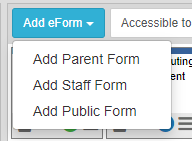 Add eForm
Accessible to
Add Parent Form
Add Staff Form
Add Public Form